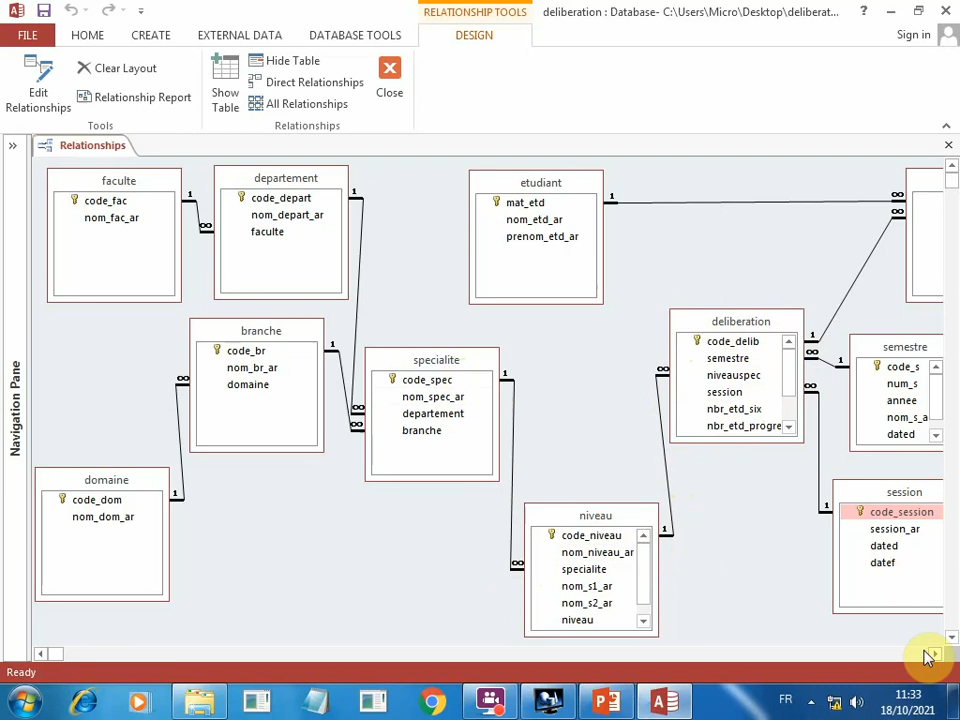 RELATIONSHIP TOOLS
deliberation : Database- C:\Users\Micro\Desktop\deliberat...
?
FILE
HOME
CREATE
EXTERNAL DATA
DATABASE TOOLS
DESIGN
Sign in
Edit Relationships
Clear Layout
Relationship Report
Tools
Show Table
Hide Table
Direct Relationships
All Relationships
Relationships
Close
Relationships
Navigation Pane
faculte
code_fac
nom_fac_ar
1
∞
departement
code_depart
nom_depart_ar
faculte
1
etudiant
mat_etd
nom_etd_ar
prenom_etd_ar
1
∞
∞
branche
code_br
nom_br_ar
domaine
1
∞
specialite
code_spec
nom_spec_ar
departement
branche
1
∞
∞
deliberation
code_delib
semestre
niveauspec
session
nbr_etd_six
nbr_etd_progre
1
∞
∞
∞
semestre
code_s
num_s
annee
nom_s_a
dated
1
domaine
code_dom
nom_dom_ar
1
niveau
code_niveau
nom_niveau_ar
specialite
nom_s1_ar
nom_s2_ar
niveau
1
∞
session
code_session
session_ar
dated
datef
1
Ready
FR
11:33
18/10/2021